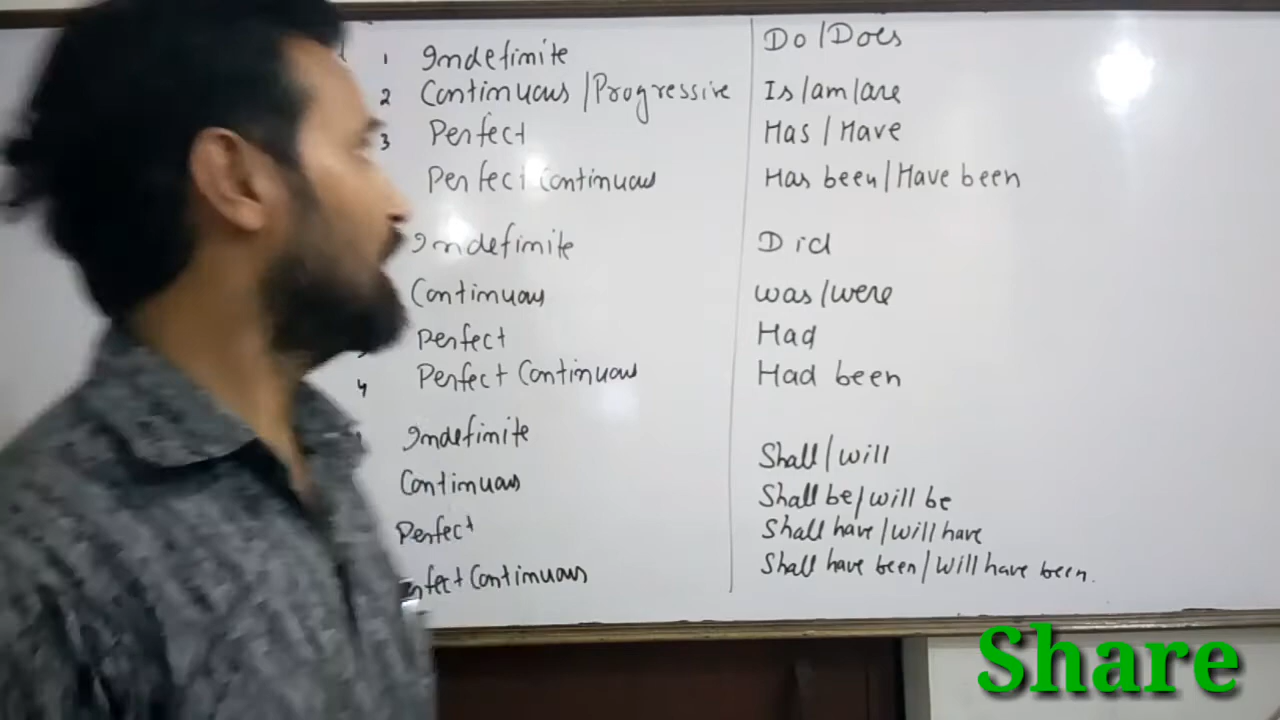 1 Indefinite Do/Does
2 Continuous/Progressive Is/am/are
3 Perfect Has/Have
Perfect Continuous Has been/Have been
Indefinite Did
Continuous was/were
Perfect Had
4 Perfect Continuous Had been
Indefinite
Shall/will
Continuous Shall be/will be
Perfect Shall have/will have
Continuous Shall have been/Will have been.
Share